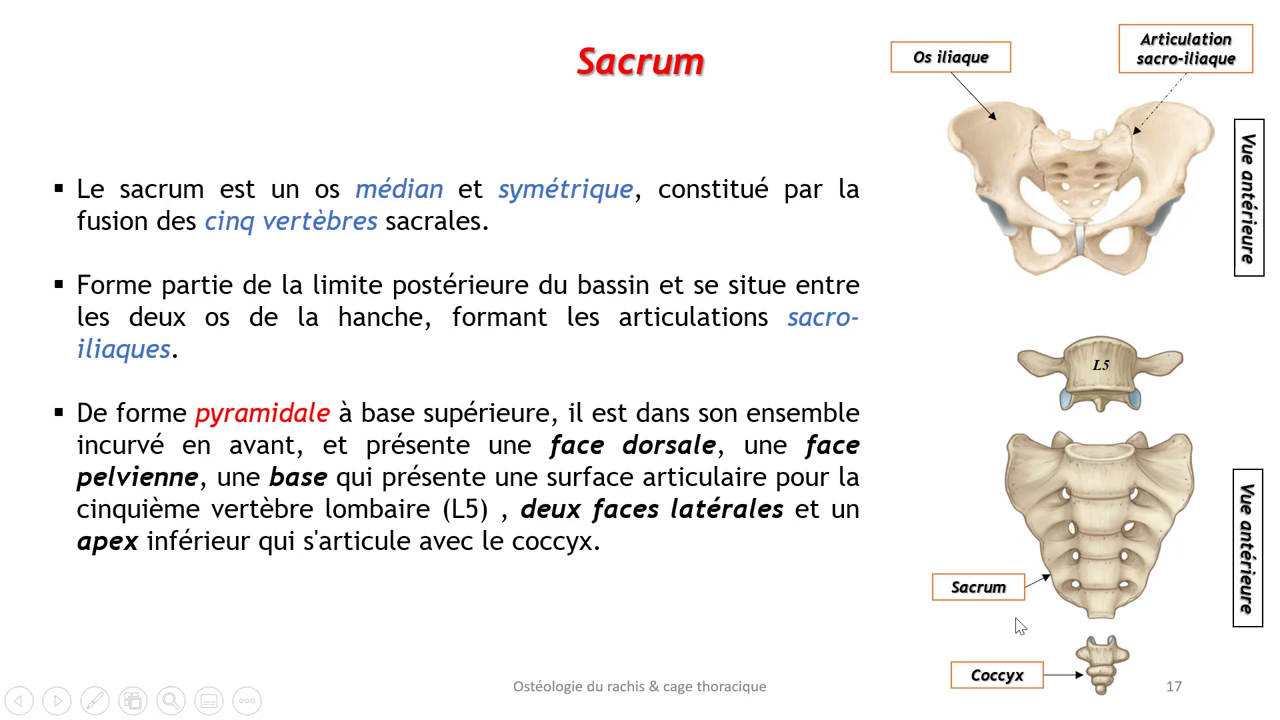 Sacrum
▪ Le sacrum est un os médian et symétrique, constitué par la
fusion des cinq vertèbres sacrales.
▪ Forme partie de la limite postérieure du bassin et se situe entre
les deux os de la hanche, formant les articulations sacro-
iliaques.
▪ De forme pyramidale à base supérieure, il est dans son ensemble
incurvé en avant, et présente une face dorsale, une face
pelvienne, une base qui présente une surface articulaire pour la
cinquième vertèbre lombaire (L5) , deux faces latérales et un
apex inférieur qui s'articule avec le coccyx.
Os iliaque
Articulation
sacro-iliaque
Vue antérieure
L5
Vue antérieure
Sacrum
Coccyx
Ostéologie du rachis & cage thoracique
17